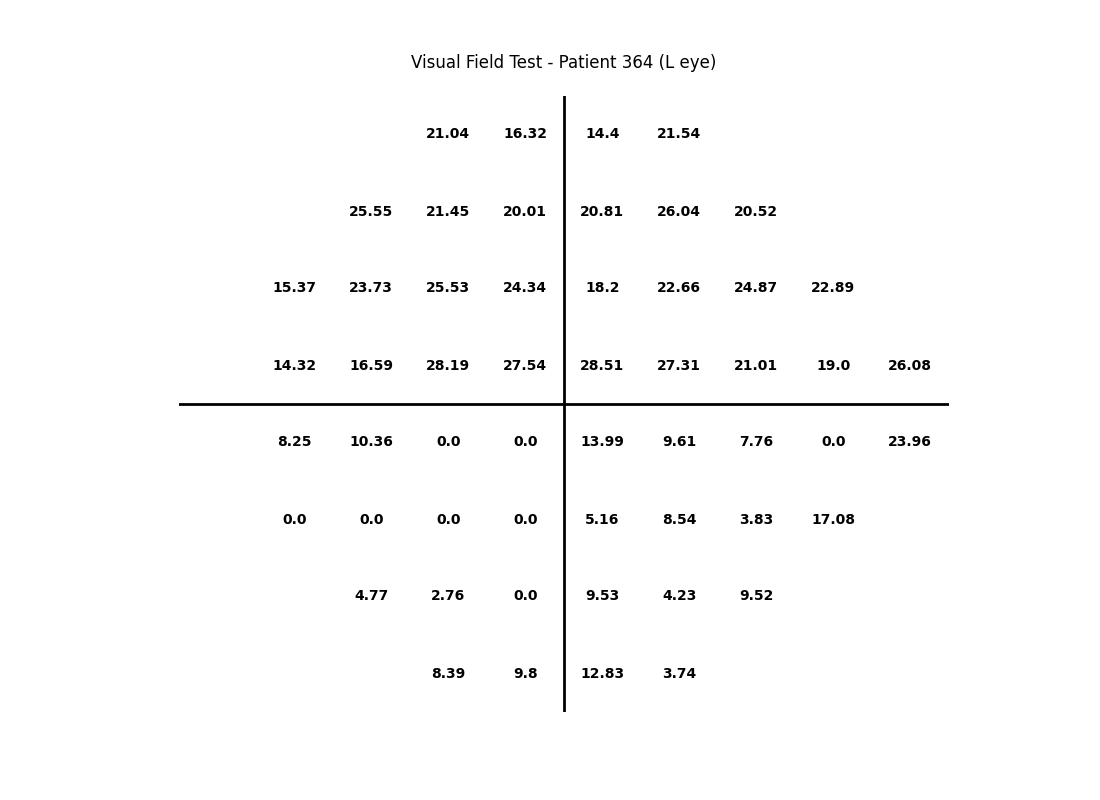 Visual Field Test - Patient 364 (L eye)
21.04 16.32 14.4 21.54
25.55 21.45 20.01 20.81 26.04 20.52
15.37 23.73 25.53 24.34 18.2 22.66 24.87 22.89
14.32 16.59 28.19 27.54 28.51 27.31 21.01 19.0 26.08
8.25 10.36 0.0 0.0 13.99 9.61 7.76 0.0 23.96
0.0 0.0 0.0 0.0 5.16 8.54 3.83 17.08
4.77 2.76 0.0 9.53 4.23 9.52
8.39 9.8 12.83 3.74